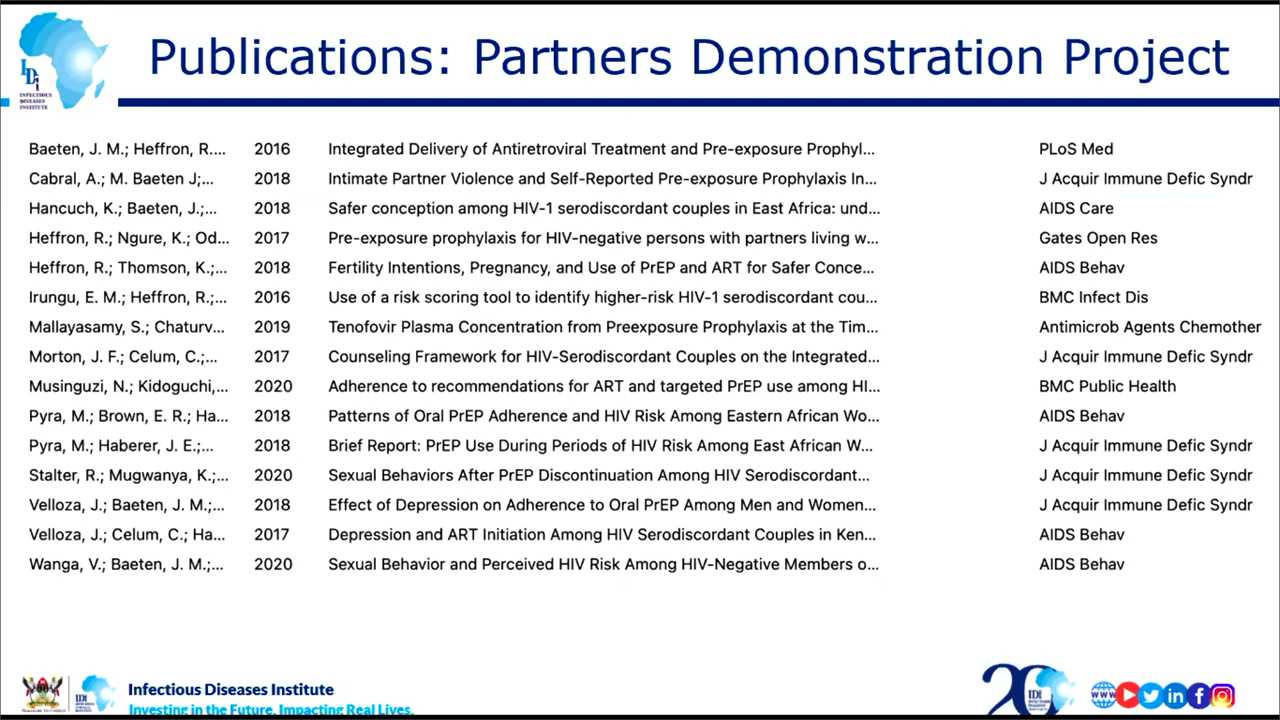 Publications: Partners Demonstration Project
IDI
INFECTIOUS
DISEASES
INSTITUTE
Baeten, J. M.; Heffron, R.... 2016 Integrated Delivery of Antiretroviral Treatment and Pre-exposure Prophyl... PLoS Med
Cabral, A.; M. Baeten J;... 2018 Intimate Partner Violence and Self-Reported Pre-exposure Prophylaxis In... J Acquir Immune Defic Syndr
Hancuch, K.; Baeten, J.;... 2018 Safer conception among HIV-1 serodiscordant couples in East Africa: und... AIDS Care
Heffron, R.; Ngure, K.; Od... 2017 Pre-exposure prophylaxis for HIV-negative persons with partners living w... Gates Open Res
Heffron, R.; Thomson, K.;... 2018 Fertility Intentions, Pregnancy, and Use of PrEP and ART for Safer Conce... AIDS Behav
Irungu, E. M.; Heffron, R.;... 2016 Use of a risk scoring tool to identify higher-risk HIV-1 serodiscordant cou... BMC Infect Dis
Mallayasamy, S.; Chaturv... 2019 Tenofovir Plasma Concentration from Preexposure Prophylaxis at the Tim... Antimicrob Agents Chemother
Morton, J. F.; Celum, C.;... 2017 Counseling Framework for HIV-Serodiscordant Couples on the Integrated... J Acquir Immune Defic Syndr
Musinguzi, N.; Kidoguchi,... 2020 Adherence to recommendations for ART and targeted PrEP use among HI... BMC Public Health
Pyra, M.; Brown, E. R.; Ha... 2018 Patterns of Oral PrEP Adherence and HIV Risk Among Eastern African Wo... AIDS Behav
Pyra, M.; Haberer, J. E.;... 2018 Brief Report: PrEP Use During Periods of HIV Risk Among East African W... J Acquir Immune Defic Syndr
Stalter, R.; Mugwanya, K.;... 2020 Sexual Behaviors After PrEP Discontinuation Among HIV Serodiscordant... J Acquir Immune Defic Syndr
Velloza, J.; Baeten, J. M.;... 2018 Effect of Depression on Adherence to Oral PrEP Among Men and Women... J Acquir Immune Defic Syndr
Velloza, J.; Celum, C.; Ha... 2017 Depression and ART Initiation Among HIV Serodiscordant Couples in Ken... AIDS Behav
Wanga, V.; Baeten, J. M.;... 2020 Sexual Behavior and Perceived HIV Risk Among HIV-Negative Members o... AIDS Behav
Infectious Diseases Institute
Investing in the Future. Impacting Real Lives.
IDI
20
IDI
www
in